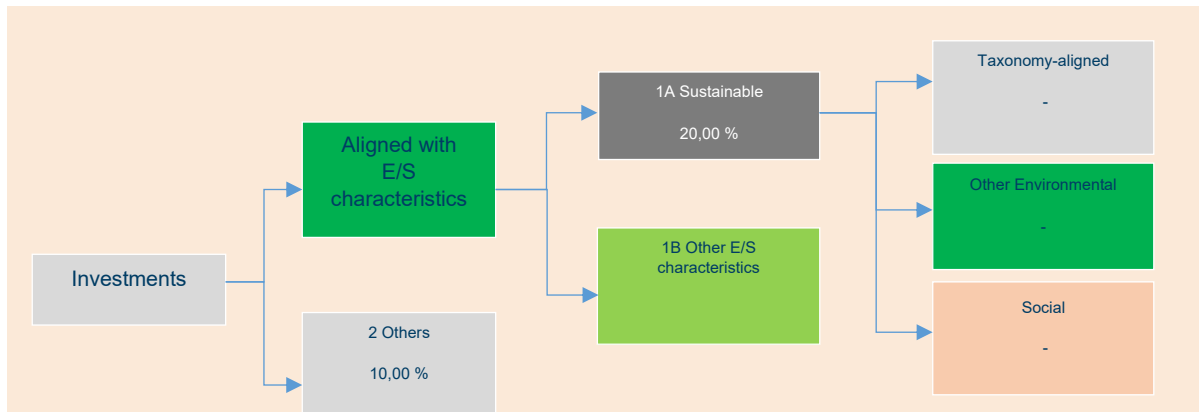 Investments
Aligned with
E/S
characteristics
2 Others
10,00 %
1A Sustainable
20,00 %
1B Other E/S
characteristics
Taxonomy-aligned
-
Other Environmental
-
Social
-